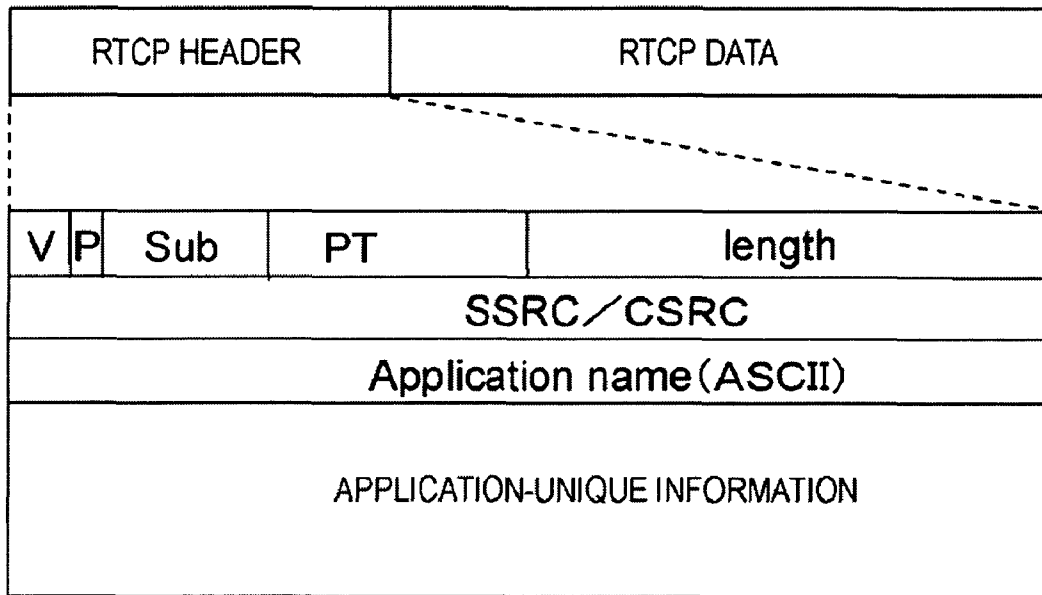 RTCP HEADER RTCP DATA
V P Sub PT length
SSRC／CSRC
Application name(ASCII)
APPLICATION-UNIQUE INFORMATION